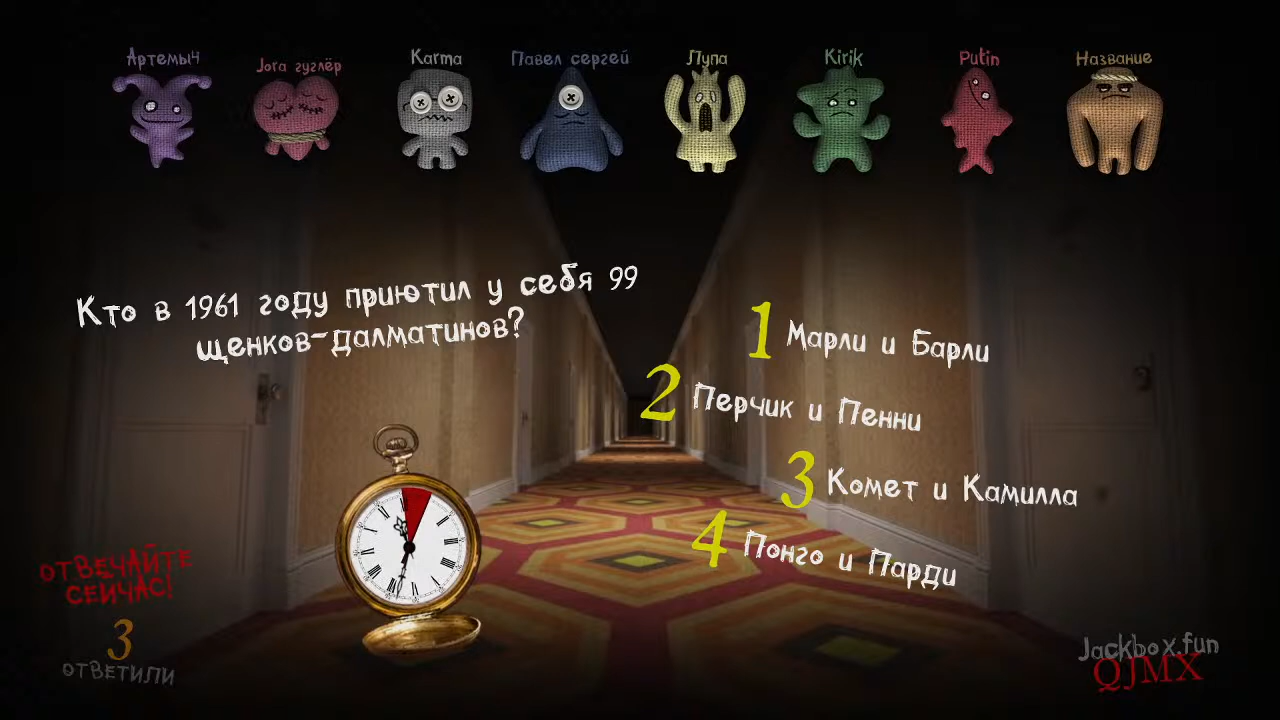 Артемыч
Jora гуглёр
Karma
Павел сергей
Лупа
Kirik
Putin
Название
Кто в 1961 году приютил у себя 99
щенков-далматинов?
1 Марли и Барли
2 Перчик и Пенни
3 Комет и Камилла
4 Понго и Парди
ОТВЕЧАЙТЕ
СЕЙЧАС!
3
ОТВЕТИЛИ
Jackbox.fun
QJMX